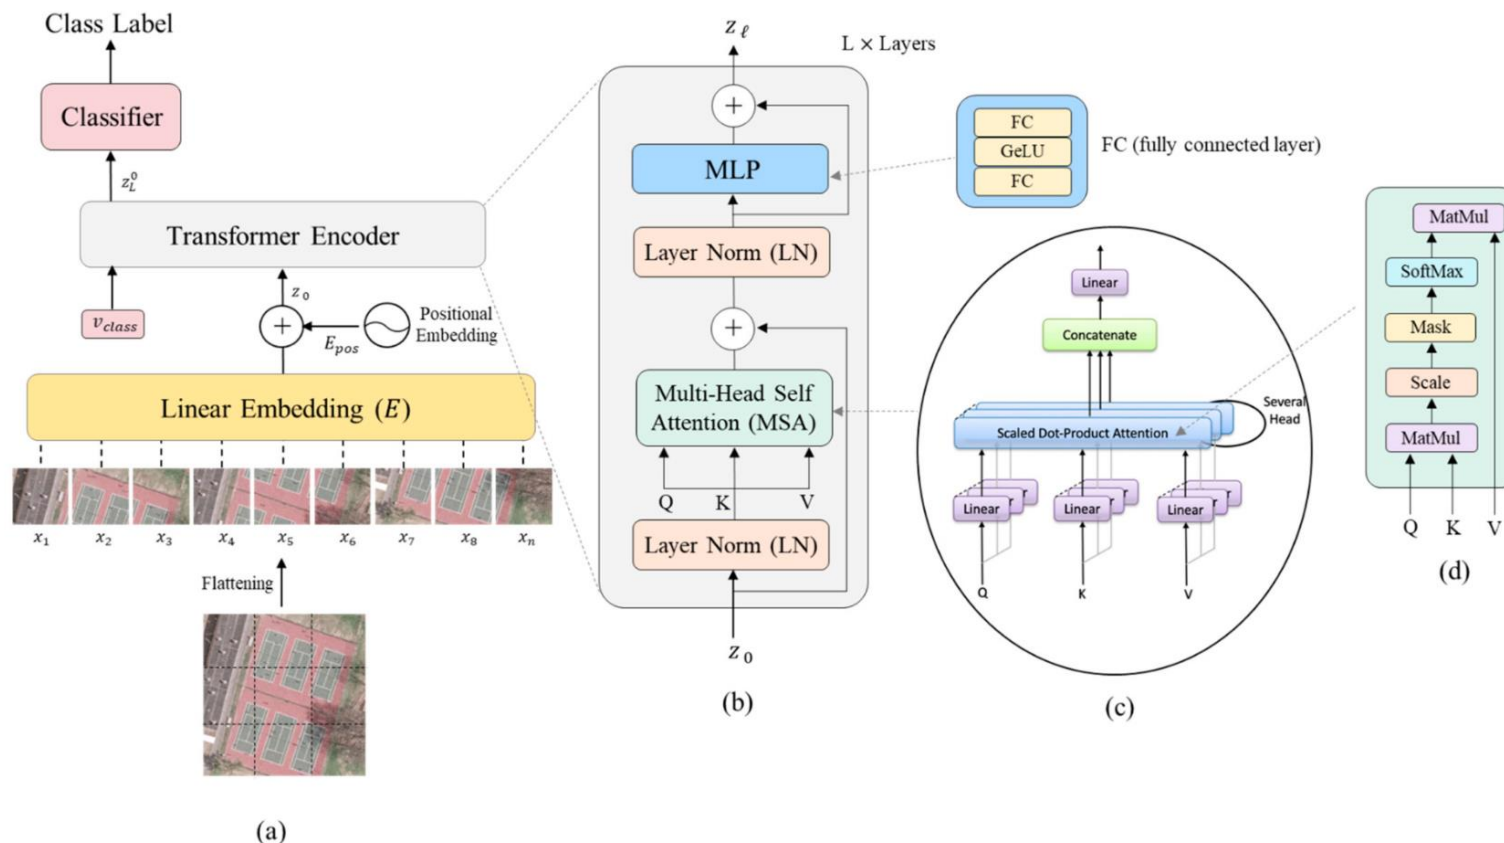 Class Label
Classifier
z_L^0
Transformer Encoder
z_0
v_class
Positional
Embedding
E_pos
Linear Embedding (E)
x_1 x_2 x_3 x_4 x_5 x_6 x_7 x_8 x_n
Flattening
(a)
z_ℓ
L × Layers
MLP
Layer Norm (LN)
Multi-Head Self
Attention (MSA)
Q K V
Layer Norm (LN)
z_0
(b)
FC
GeLU
FC
FC (fully connected layer)
Linear
Concatenate
Several
Head
Scaled Dot-Product Attention
Linear Linear Linear
Q K V
(c)
MatMul
SoftMax
Mask
Scale
MatMul
Q K V
(d)